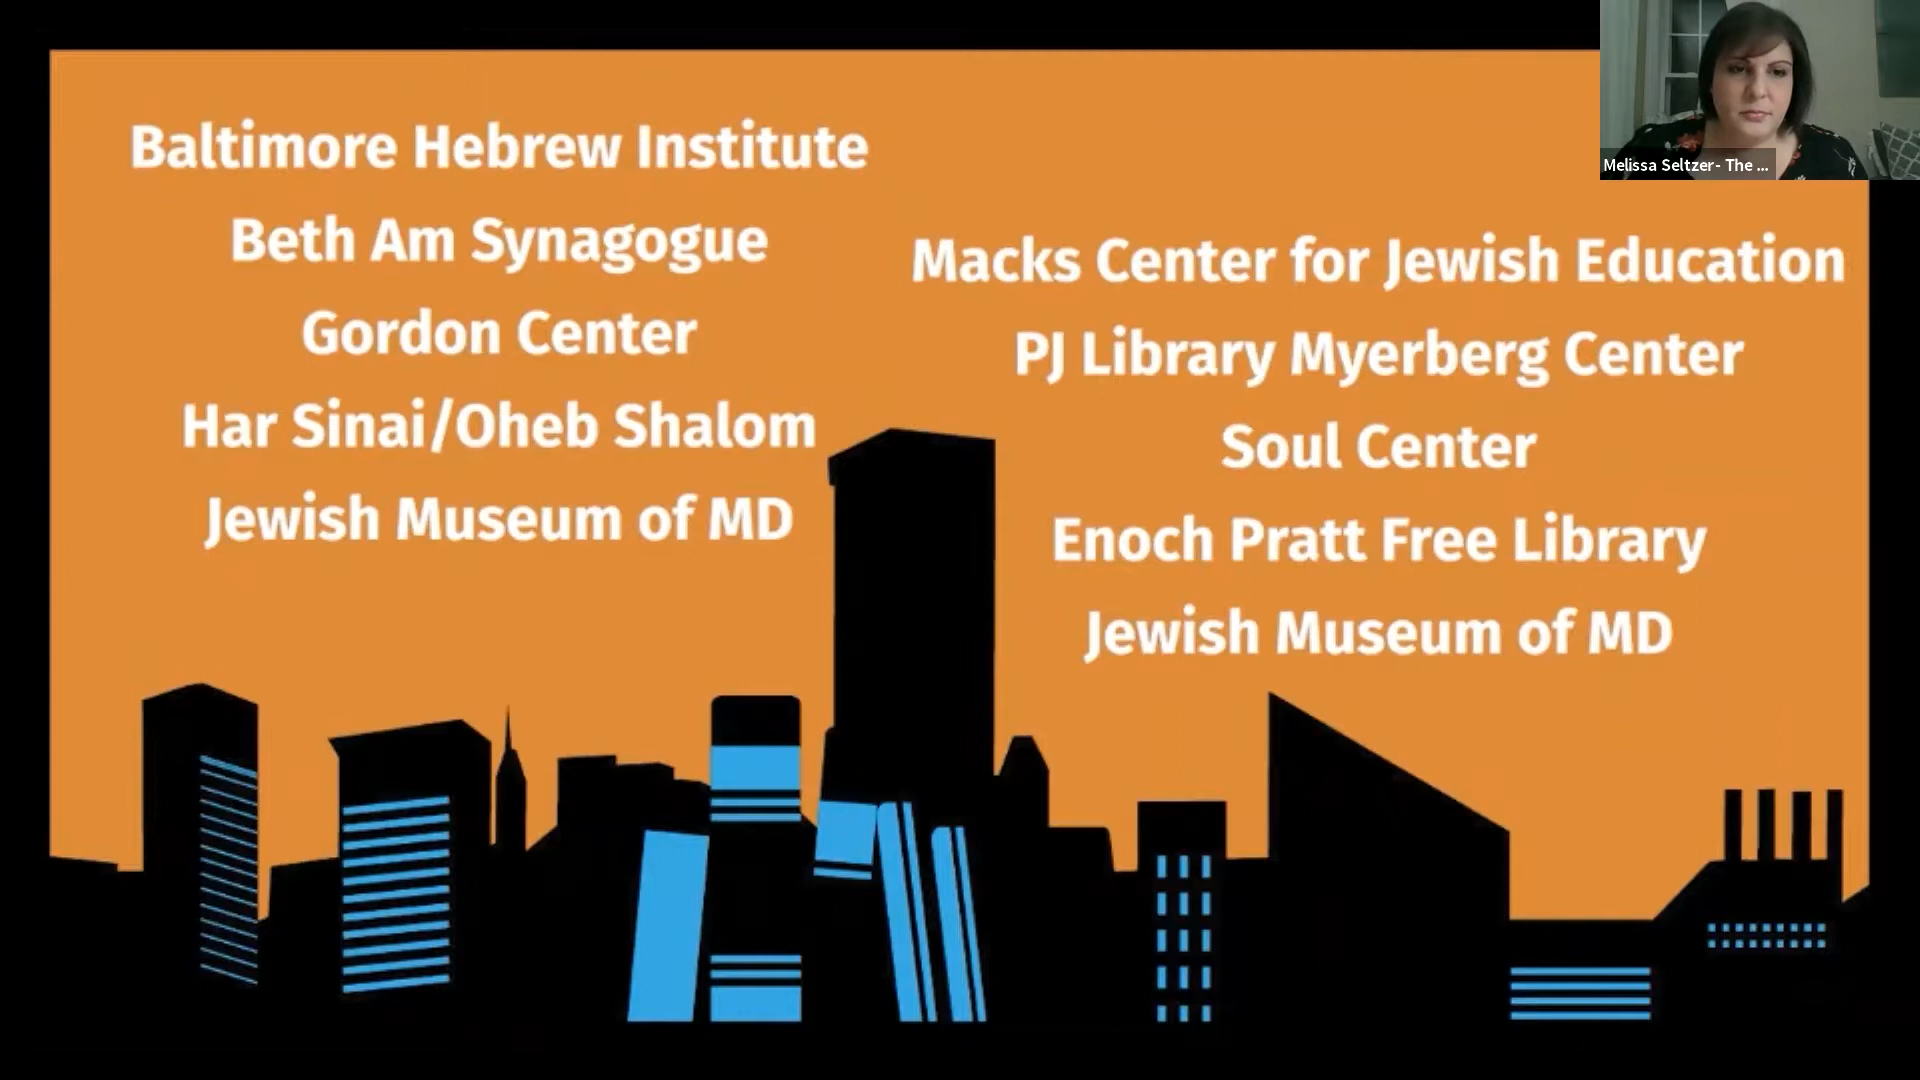 Baltimore Hebrew Institute
Beth Am Synagogue
Gordon Center
Har Sinai/Oheb Shalom
Jewish Museum of MD
Macks Center for Jewish Education
PJ Library Myerberg Center
Soul Center
Enoch Pratt Free Library
Jewish Museum of MD
Melissa Seltzer- The ...